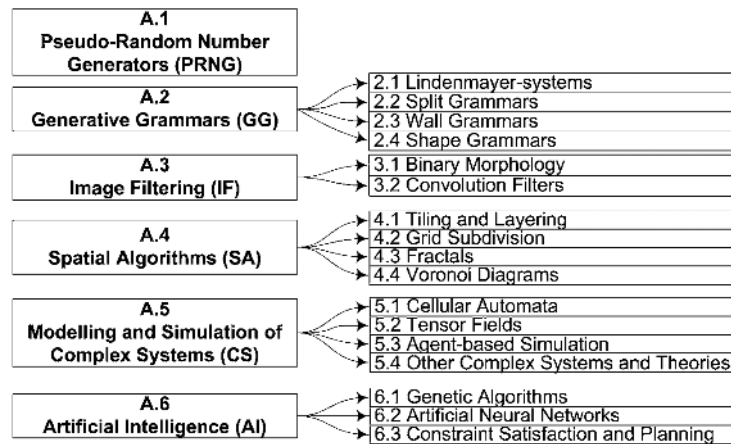 A.1
Pseudo-Random Number
Generators (PRNG)
A.2
Generative Grammars (GG)
2.1 Lindenmayer-systems
2.2 Split Grammars
2.3 Wall Grammars
2.4 Shape Grammars
A.3
Image Filtering (IF)
3.1 Binary Morphology
3.2 Convolution Filters
A.4
Spatial Algorithms (SA)
4.1 Tiling and Layering
4.2 Grid Subdivision
4.3 Fractals
4.4 Voronoi Diagrams
A.5
Modelling and Simulation of
Complex Systems (CS)
5.1 Cellular Automata
5.2 Tensor Fields
5.3 Agent-based Simulation
5.4 Other Complex Systems and Theories
A.6
Artificial Intelligence (AI)
6.1 Genetic Algorithms
6.2 Artificial Neural Networks
6.3 Constraint Satisfaction and Planning